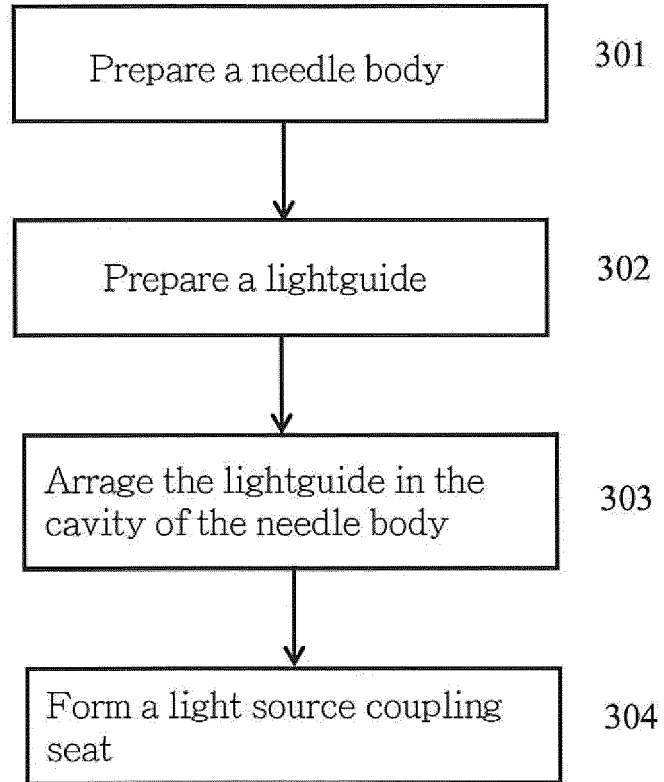 Prepare a needle body
301
Prepare a lightguide
302
Arrage the lightguide in the
cavity of the needle body
303
Form a light source coupling
seat
304